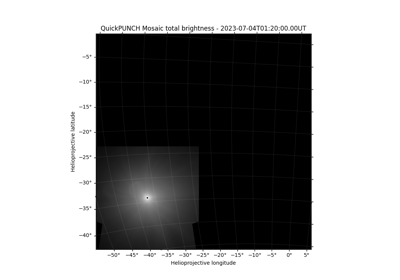 QuickPUNCH Mosaic total brightness - 2023-07-04T01:20:00.00UT
Helioprojective latitude
−5°
−10°
−15°
−20°
−25°
−30°
−35°
−40°
−50° −45° −40° −35° −30° −25° −20° −15° −10° −5° 0° 5°
Helioprojective longitude